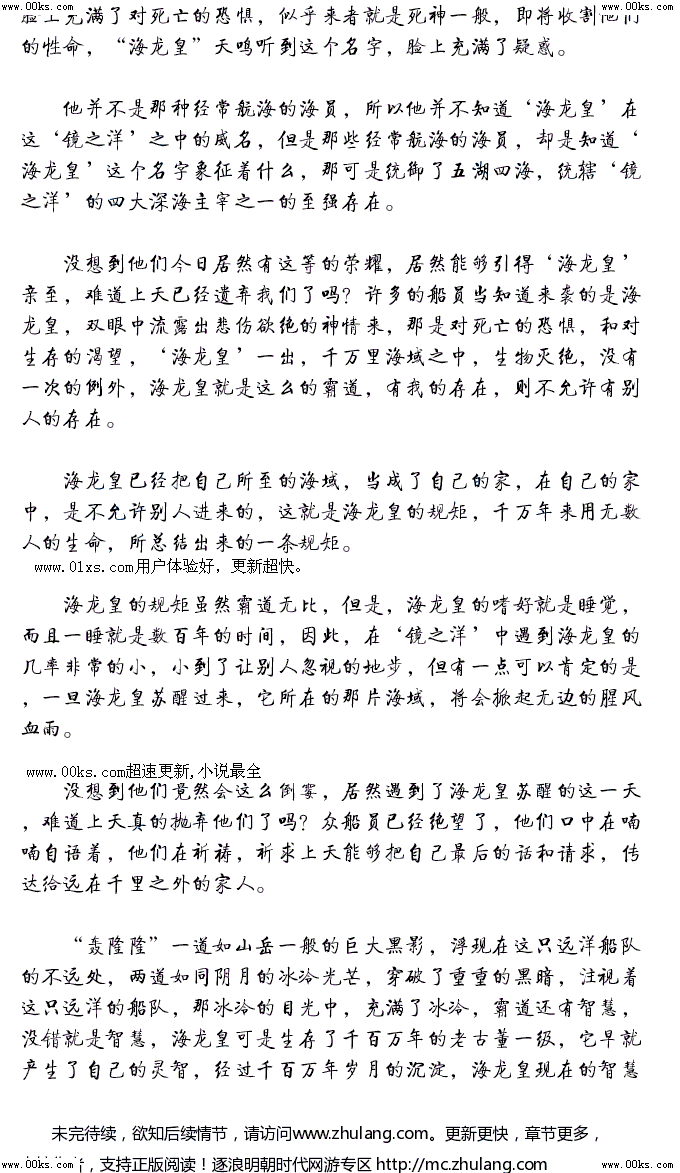 www.00ks.com www.00ks.com
脸上充满了对死亡的恐惧，似乎来者就是死神一般，即将收割他们
的性命，“海龙皇”天鸣听到这个名字，脸上充满了疑惑。
他并不是那种经常航海的海员，所以他并不知道‘海龙皇’在
这‘镜之洋’之中的威名，但是那些经常航海的海员，却是知道‘
海龙皇’这个名字象征着什么，那可是统御了五湖四海，统辖‘镜
之洋’的四大深海主宰之一的至强存在。
没想到他们今日居然有这等的荣耀，居然能够引得‘海龙皇’
亲至，难道上天已经遗弃我们了吗？许多的船员当知道来袭的是海
龙皇，双眼中流露出悲伤欲绝的神情来，那是对死亡的恐惧，和对
生存的渴望，‘海龙皇’一出，千万里海域之中，生物灭绝，没有
一次的例外，海龙皇就是这么的霸道，有我的存在，则不允许有别
人的存在。
海龙皇已经把自己所至的海域，当成了自己的家，在自己的家
中，是不允许别人进来的，这就是海龙皇的规矩，千万年来用无数
人的生命，所总结出来的一条规矩。
www.01xs.com用户体验好，更新超快。
海龙皇的规矩虽然霸道无比，但是，海龙皇的嗜好就是睡觉，
而且一睡就是数百年的时间，因此，在‘镜之洋’中遇到海龙皇的
几率非常的小，小到了让别人忽视的地步，但有一点可以肯定的是
，一旦海龙皇苏醒过来，它所在的那片海域，将会掀起无边的腥风
血雨。
www.00ks.com超速更新,小说最全
没想到他们竟然会这么倒霉，居然遇到了海龙皇苏醒的这一天
，难道上天真的抛弃他们了吗？众船员已经绝望了，他们口中在喃
喃自语着，他们在祈祷，祈求上天能够把自己最后的话和请求，传
达给远在千里之外的家人。
“轰隆隆”一道如山岳一般的巨大黑影，浮现在这只远洋船队
的不远处，两道如同阴月的冰冷光芒，穿破了重重的黑暗，注视着
这只远洋的船队，那冰冷的目光中，充满了冰冷，霸道还有智慧，
没错就是智慧，海龙皇可是生存了千百万年的老古董一级，它早就
产生了自己的灵智，经过千百万年岁月的沉淀，海龙皇现在的智慧
未完待续，欲知后续情节，请访问www.zhulang.com。更新更快，章节更多，
，支持正版阅读！逐浪明朝时代网游专区 http://mc.zhulang.com
www.00ks.com www.00ks.com